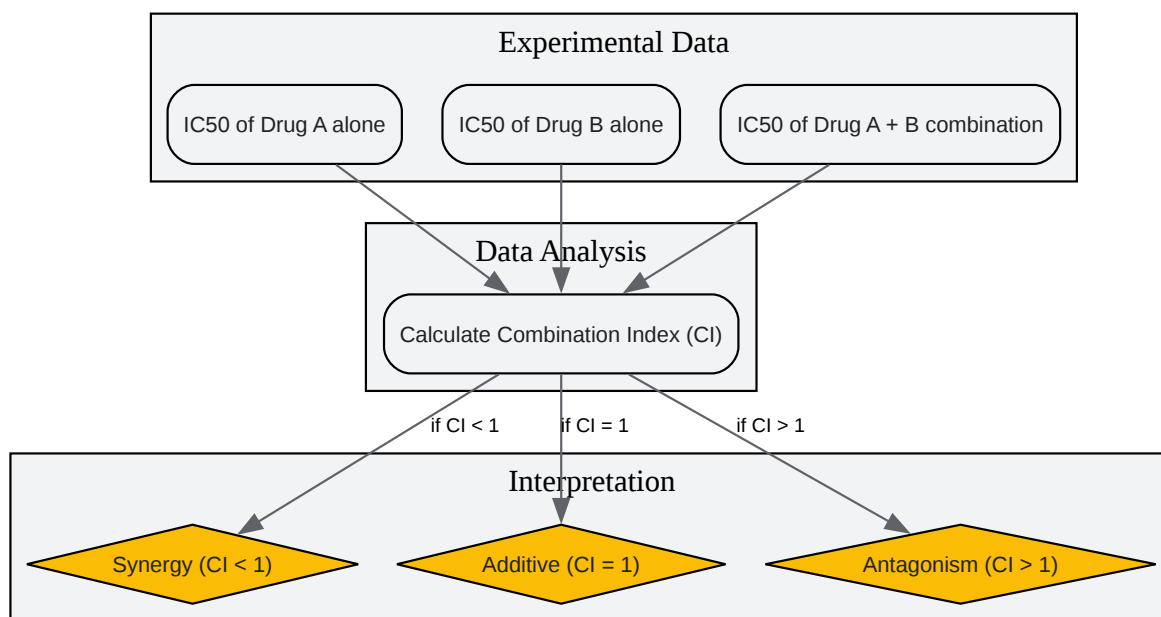 Experimental Data
IC50 of Drug A alone
IC50 of Drug B alone
IC50 of Drug A + B combination
Data Analysis
Calculate Combination Index (CI)
if CI < 1
if CI = 1
if CI > 1
Interpretation
Synergy (CI < 1)
Additive (CI = 1)
Antagonism (CI > 1)